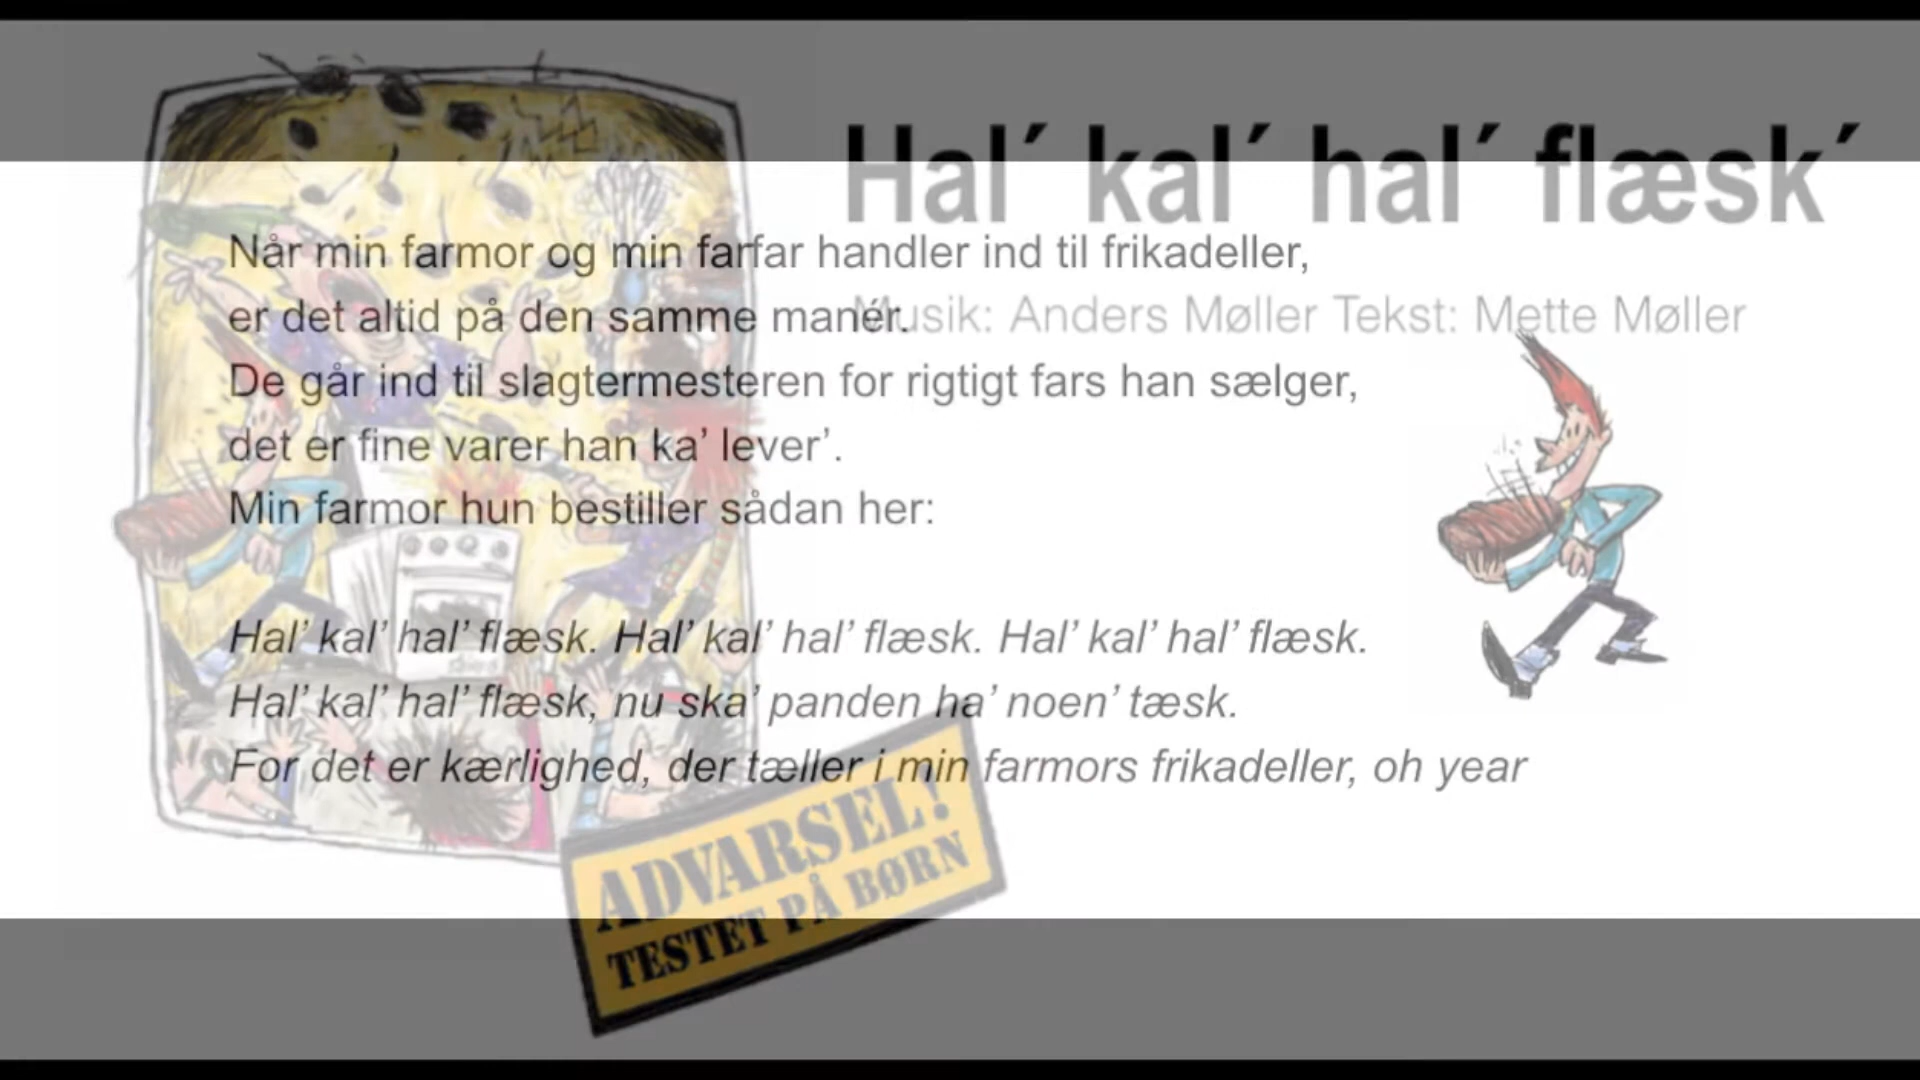 Hal´ kal´ hal´ flæsk´
Musik: Anders Møller Tekst: Mette Møller
Når min farmor og min farfar handler ind til frikadeller,
er det altid på den samme manér.
De går ind til slagtermesteren for rigtigt fars han sælger,
det er fine varer han ka’ lever’.
Min farmor hun bestiller sådan her:
Hal’ kal’ hal’ flæsk. Hal’ kal’ hal’ flæsk. Hal’ kal’ hal’ flæsk.
Hal’ kal’ hal’ flæsk, nu ska’ panden ha’ noen’ tæsk.
For det er kærlighed, der tæller i min farmors frikadeller, oh year
ADVARSEL!
TESTET PÅ BØRN